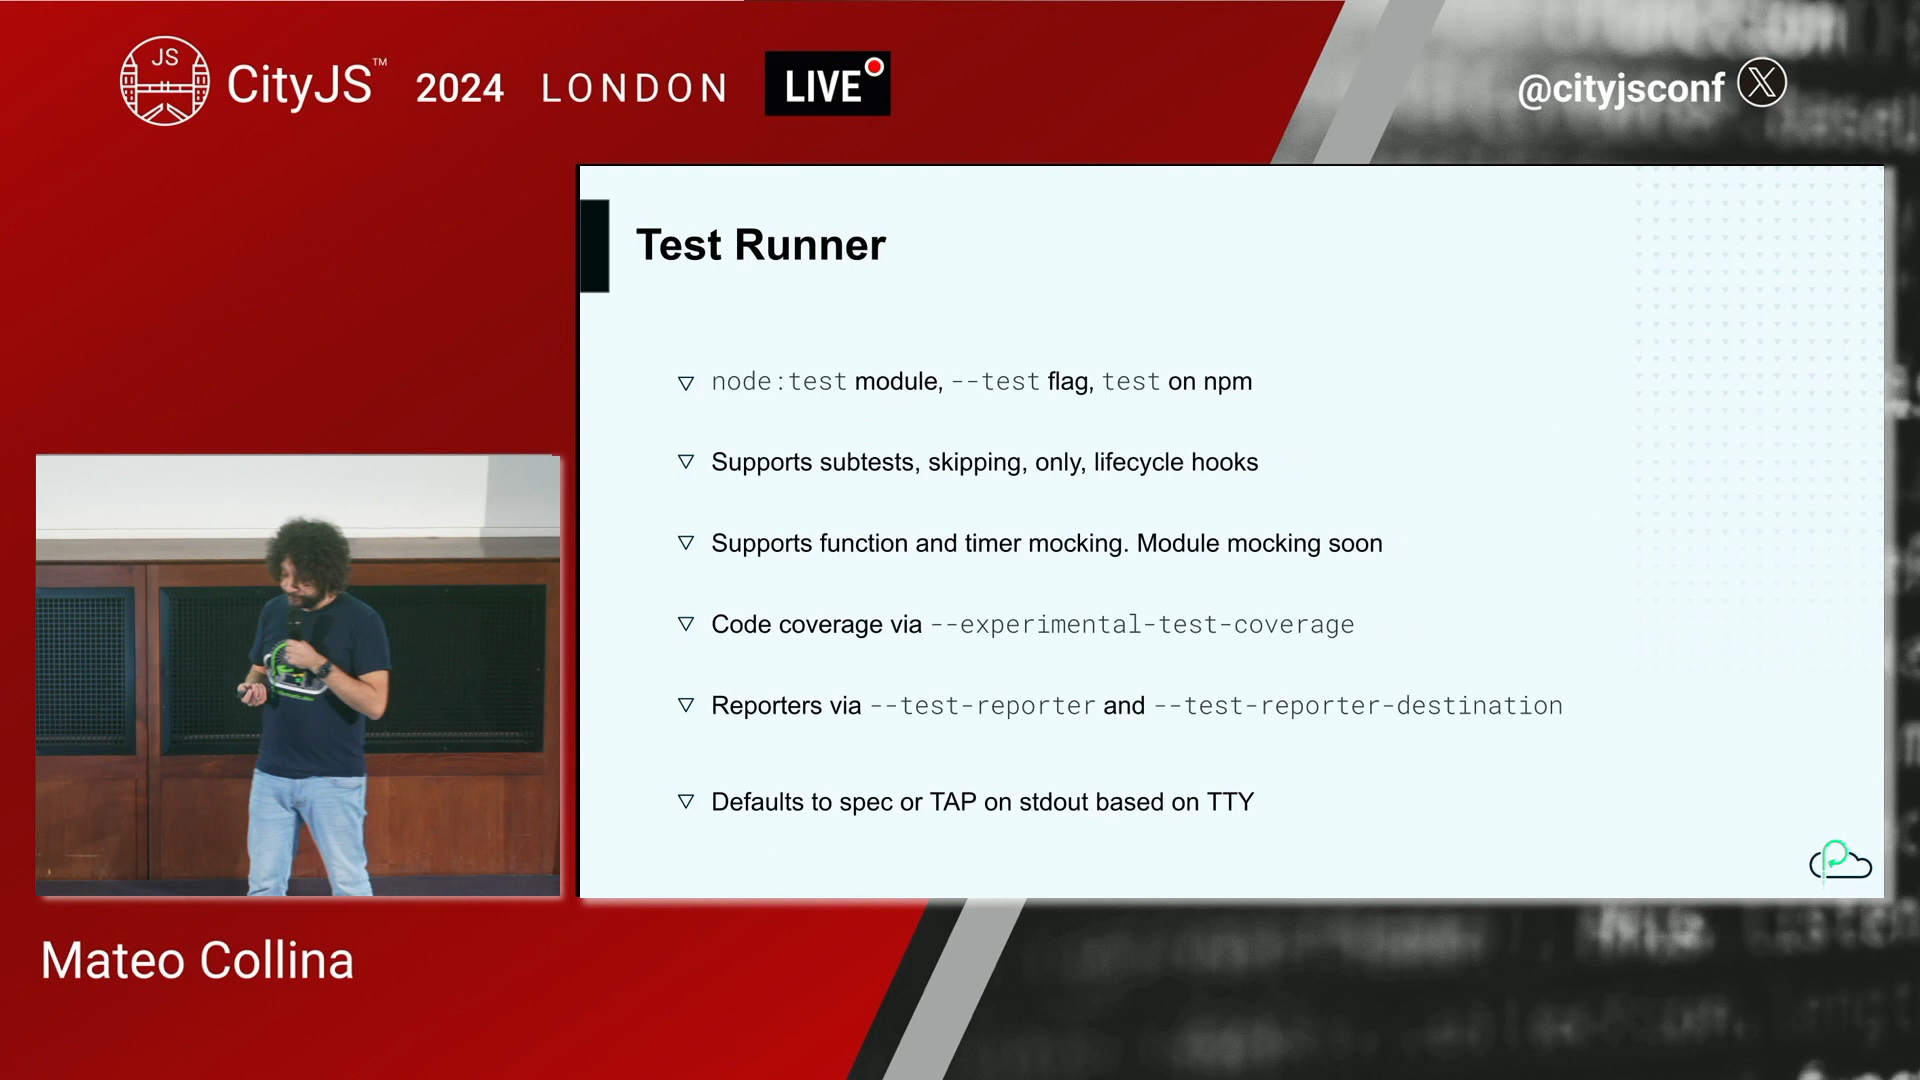 JS
CityJS™ 2024 LONDON LIVE
@cityjsconf X
Test Runner
▽ node:test module, --test flag, test on npm
▽ Supports subtests, skipping, only, lifecycle hooks
▽ Supports function and timer mocking. Module mocking soon
▽ Code coverage via --experimental-test-coverage
▽ Reporters via --test-reporter and --test-reporter-destination
▽ Defaults to spec or TAP on stdout based on TTY
Mateo Collina